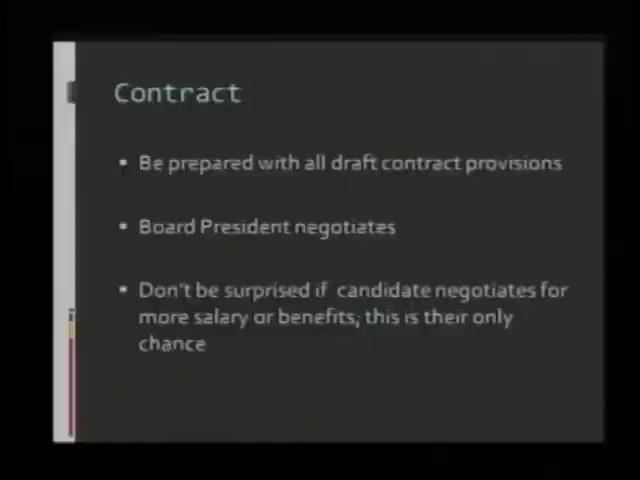 Contract
• Be prepared with all draft contract provisions
• Board President negotiates
• Don't be surprised if candidate negotiates for
more salary or benefits; this is their only
chance